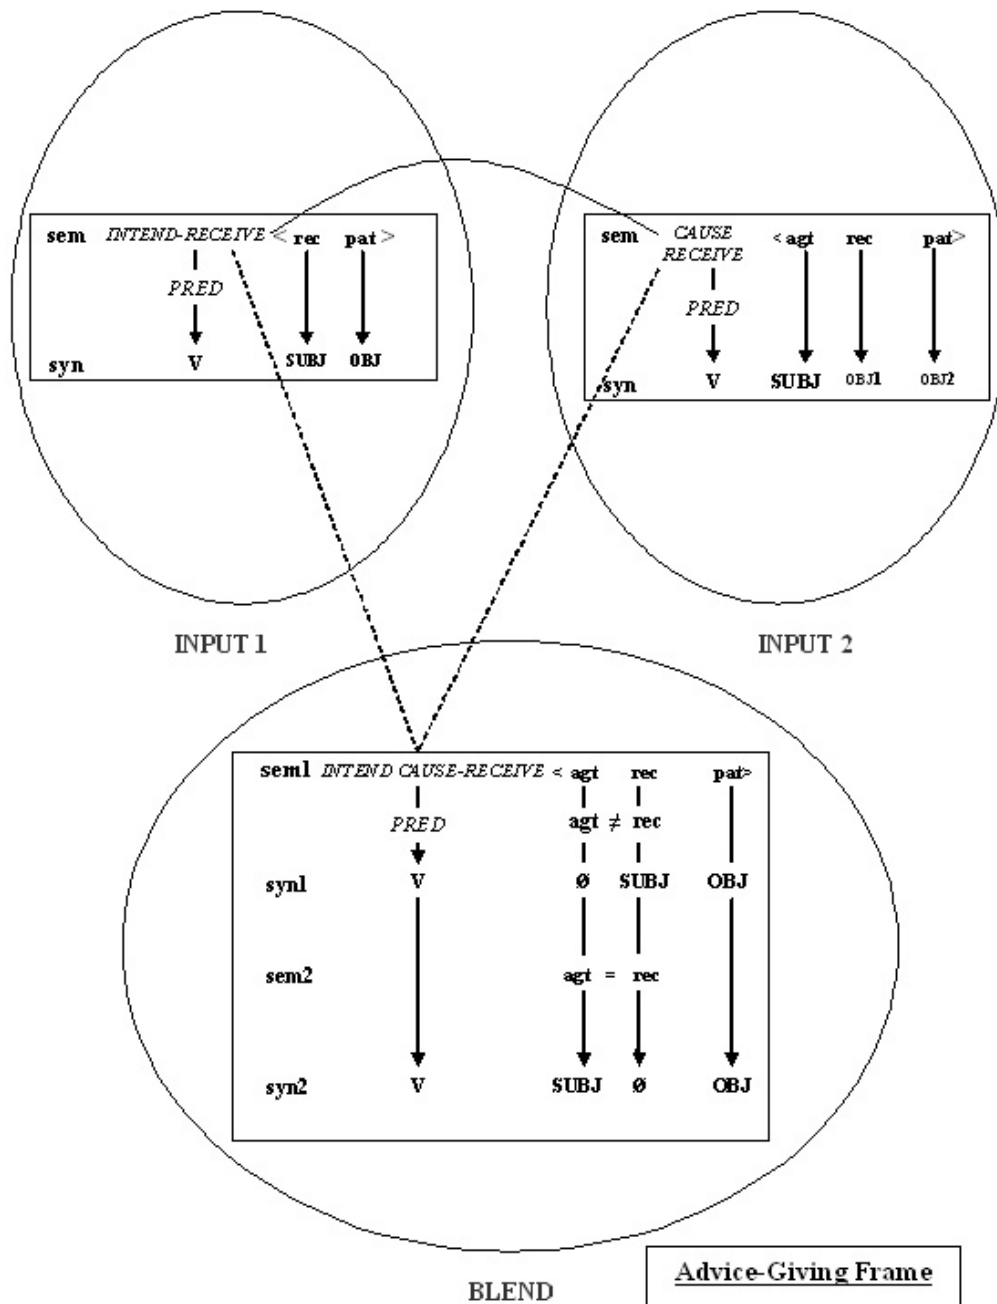 sem INTEND-RECEIVE < rec pat >
PRED
syn V SUBJ OBJ
sem CAUSE RECEIVE < agt rec pat>
PRED
syn V SUBJ OBJ1 OBJ2
INPUT 1
INPUT 2
sem1 INTEND CAUSE-RECEIVE < agt rec pat>
PRED agt ≠ rec
syn1 V Ø SUBJ OBJ
sem2 agt = rec
syn2 V SUBJ Ø OBJ
BLEND
Advice-Giving Frame